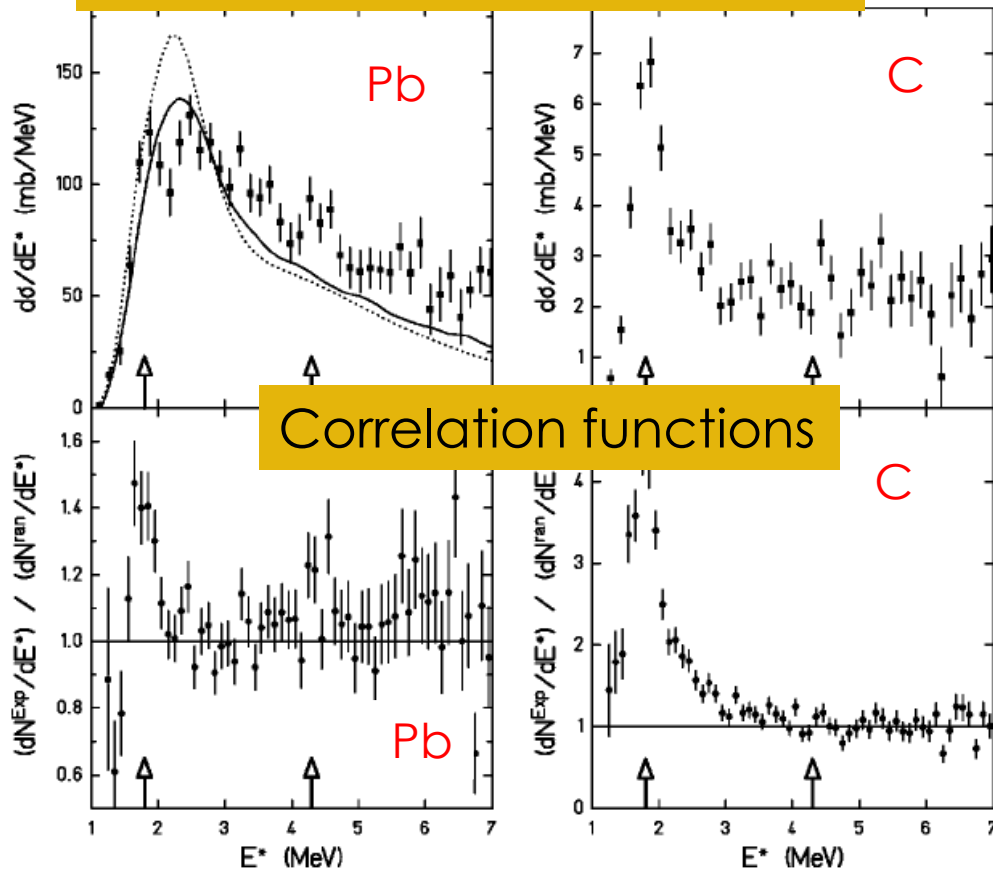 Pb
C
dσ/dE* (mb/MeV)
150
100
50
0
dσ/dE* (mb/MeV)
7
6
5
4
3
2
1
Correlation functions
(dN^Exp/dE*) / (dN^ran/dE*)
1.6
1.2
1.0
0.8
0.6
Pb
(dN^Exp/dE*) / (dN^ran/dE
C
4
3
2
1
0
1 2 3 4 5 6 7
E* (MeV)
1 2 3 4 5 6 7
E* (MeV)